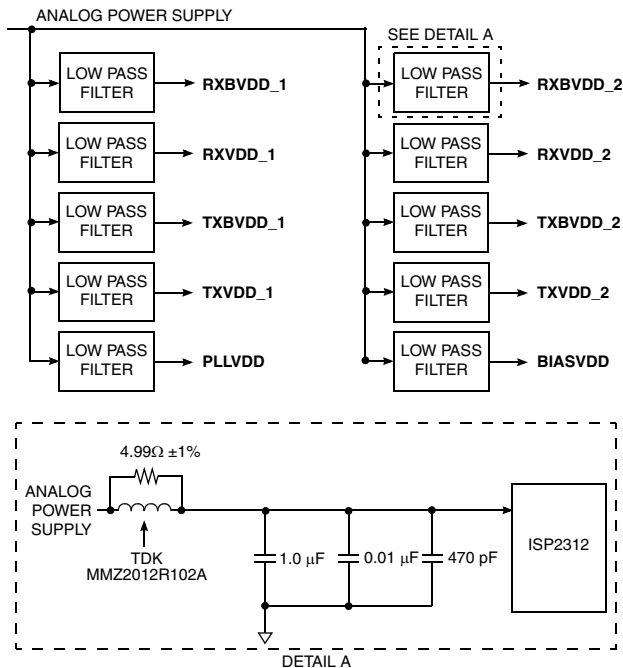 ANALOG POWER SUPPLY
SEE DETAIL A
LOW PASS
FILTER
RXBVDD_1
LOW PASS
FILTER
RXBVDD_2
LOW PASS
FILTER
RXVDD_1
LOW PASS
FILTER
RXVDD_2
LOW PASS
FILTER
TXBVDD_1
LOW PASS
FILTER
TXBVDD_2
LOW PASS
FILTER
TXVDD_1
LOW PASS
FILTER
TXVDD_2
LOW PASS
FILTER
PLLVDD
LOW PASS
FILTER
BIASVDD
4.99Ω ±1%
ANALOG
POWER
SUPPLY
TDK
MMZ2012R102A
1.0 µF
0.01 µF
470 pF
ISP2312
DETAIL A